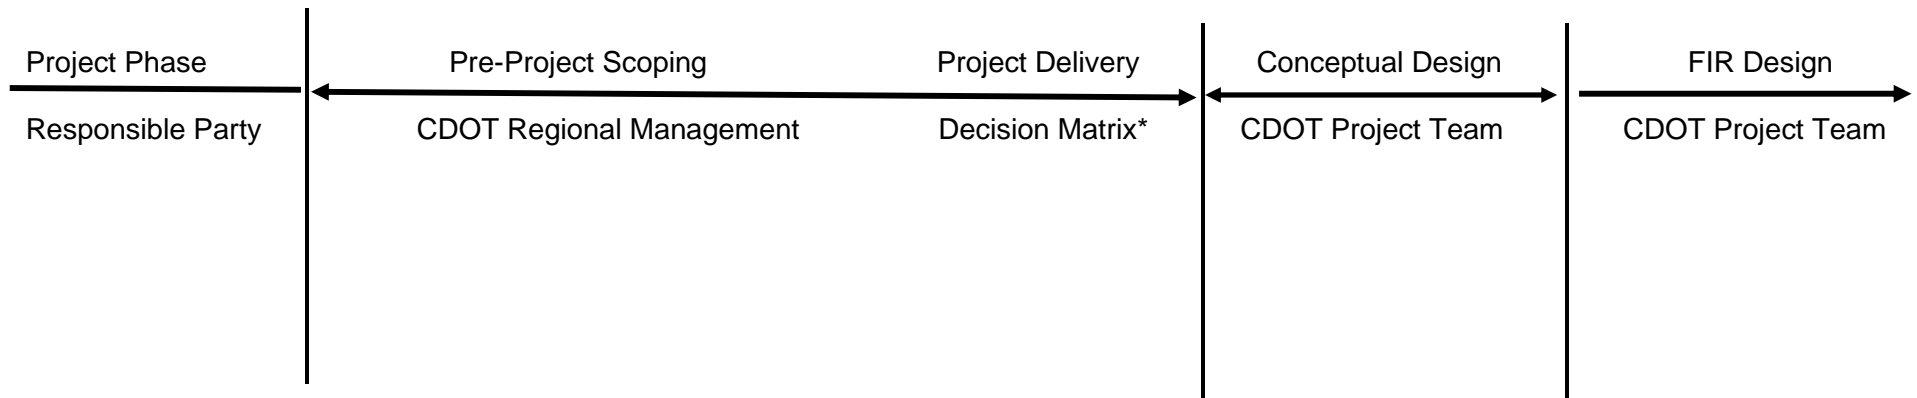 Project Phase
Pre-Project Scoping
Project Delivery
Conceptual Design
FIR Design
Responsible Party
CDOT Regional Management
Decision Matrix*
CDOT Project Team
CDOT Project Team